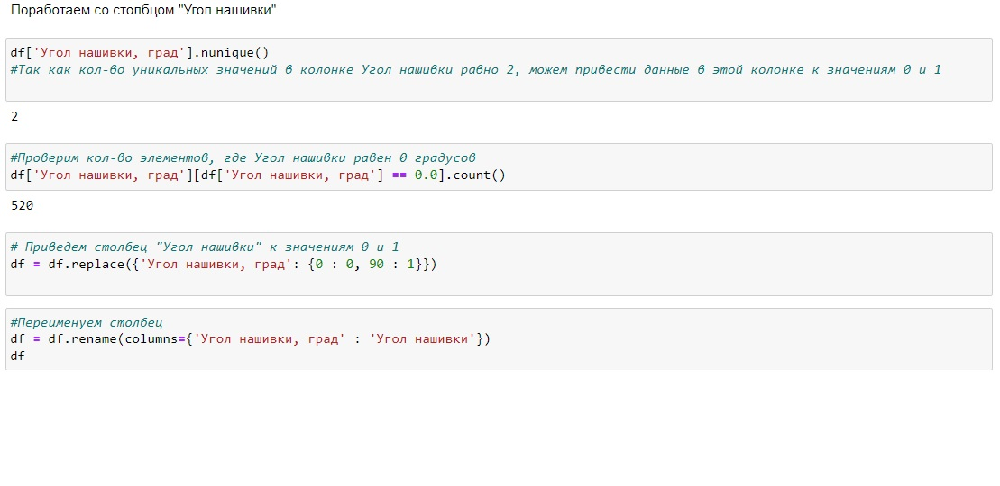 Поработаем со столбцом "Угол нашивки"
df['Угол нашивки, град'].nunique()
#Так как кол-во уникальных значений в колонке Угол нашивки равно 2, можем привести данные в этой колонке к значениям 0 и 1
2
#Проверим кол-во элементов, где Угол нашивки равен 0 градусов
df['Угол нашивки, град'][df['Угол нашивки, град'] == 0.0].count()
520
# Приведем столбец "Угол нашивки" к значениям 0 и 1
df = df.replace({'Угол нашивки, град': {0 : 0, 90 : 1}})
#Переименуем столбец
df = df.rename(columns={'Угол нашивки, град' : 'Угол нашивки'})
df